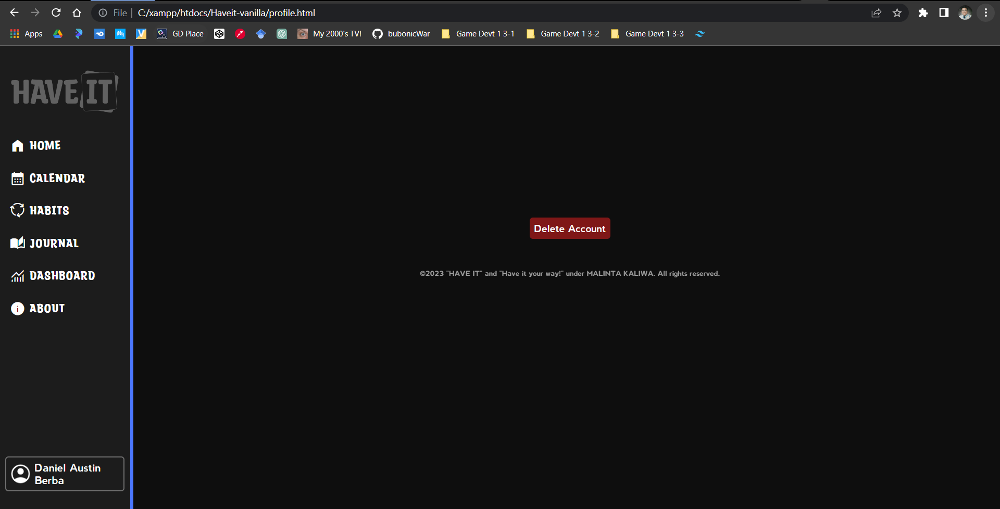 File | C:/xampp/htdocs/Haveit-vanilla/profile.html
Apps
GD Place
My 2000's TV!
bubonicWar
Game Devt 1 3-1
Game Devt 1 3-2
Game Devt 1 3-3
HAVE IT
HOME
CALENDAR
HABITS
JOURNAL
DASHBOARD
ABOUT
Delete Account
©2023 "HAVE IT" and "Have it your way!" under MALINTA KALIWA. All rights reserved.
Daniel Austin
Berba